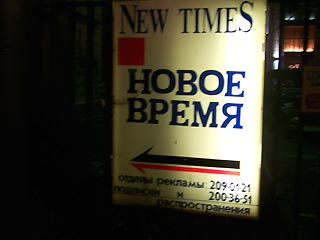 NEW TIMES
НОВОЕ
ВРЕМЯ
отделы рекламы 209-01-21
подписки и 200-36-51
распространения